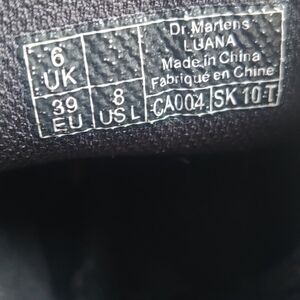 6
UK
39
EU
8
US L
Dr. Martens
LUANA
Made in China
Fabriqué en Chine
CA004
SK 10 T